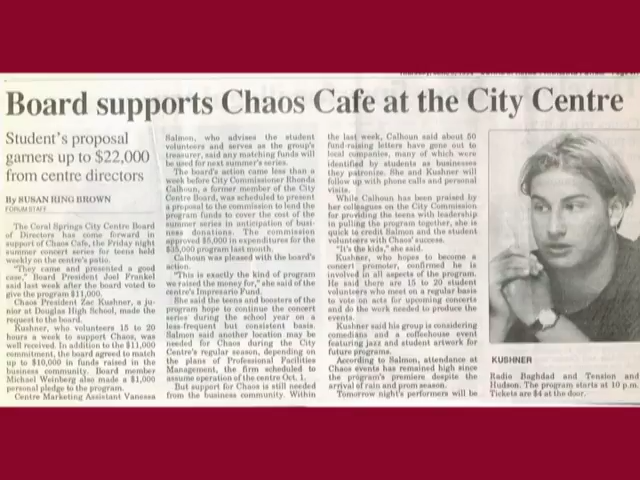 Board supports Chaos Cafe at the City Centre
Student's proposal
garners up to $22,000
from centre directors
By SUSAN RING BROWN
FORUM STAFF
The Coral Springs City Centre Board
of Directors has come forward in
support of Chaos Cafe, the Friday night
summer concert series for teens held
weekly on the centre's patio.
"They came and presented a good
case," Board President Joel Frankel
said last week after the board voted to
give the program $11,000.
Chaos President Zac Kushner, a ju-
nior at Douglas High School, made the
request to the board.
Kushner, who volunteers 15 to 20
hours a week to support Chaos, was
well received. In addition to the $11,000
commitment, the board agreed to match
up to $10,000 in funds raised in the
business community. Board member
Michael Weinberg also made a $1,000
personal pledge to the program.
Centre Marketing Assistant Vanessa
Salmon, who advises the student
volunteers and serves as the group's
treasurer, said any matching funds will
be used for next summer's series.
The board's action came less than a
week before City Commissioner Rhonda
Calhoun, a former member of the City
Centre Board, was scheduled to present
a proposal to the commission to lend the
program funds to cover the cost of the
summer series in anticipation of busi-
ness donations. The commission
approved $5,000 in expenditures for the
$35,000 program last month.
Calhoun was pleased with the board's
action.
"This is exactly the kind of program
we raised the money for," she said of the
centre's Impresario Fund.
She said the teens and boosters of the
program hope to continue the concert
series during the school year on a
less-frequent but consistent basis.
Salmon said another location may be
needed for Chaos during the City
Centre's regular season, depending on
the plans of Professional Facilities
Management, the firm scheduled to
assume operation of the centre Oct. 1.
But support for Chaos is still needed
from the business community. Within
the last week, Calhoun said about 50
fund-raising letters have gone out to
local companies, many of which were
identified by students as businesses
they patronize. She and Kushner will
follow up with phone calls and personal
visits.
While Calhoun has been praised by
her colleagues on the City Commission
for providing the teens with leadership
in pulling the program together, she is
quick to credit Salmon and the student
volunteers with Chaos' success.
"It's the kids," she said.
Kushner, who hopes to become a
concert promoter, confirmed he is
involved in all aspects of the program.
He said there are 15 to 20 student
volunteers who meet on a regular basis
to vote on acts for upcoming concerts
and do the work needed to produce the
events.
Kushner said his group is considering
comedians and a coffeehouse event
featuring jazz and student artwork for
future programs.
According to Salmon, attendance at
Chaos events has remained high since
the program's premiere despite the
arrival of rain and prom season.
Tomorrow night's performers will be
KUSHNER
Radio Baghdad and Tension and
Hudson. The program starts at 10 p.m.
Tickets are $4 at the door.